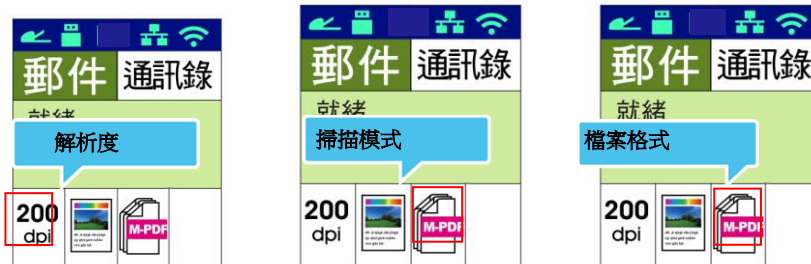 郵件 通訊錄
就緒
解析度
200
dpi
M-PDF
郵件 通訊錄
就緒
掃描模式
200
dpi
M-PDF
郵件 通訊錄
就緒
檔案格式
200
dpi
M-PDF